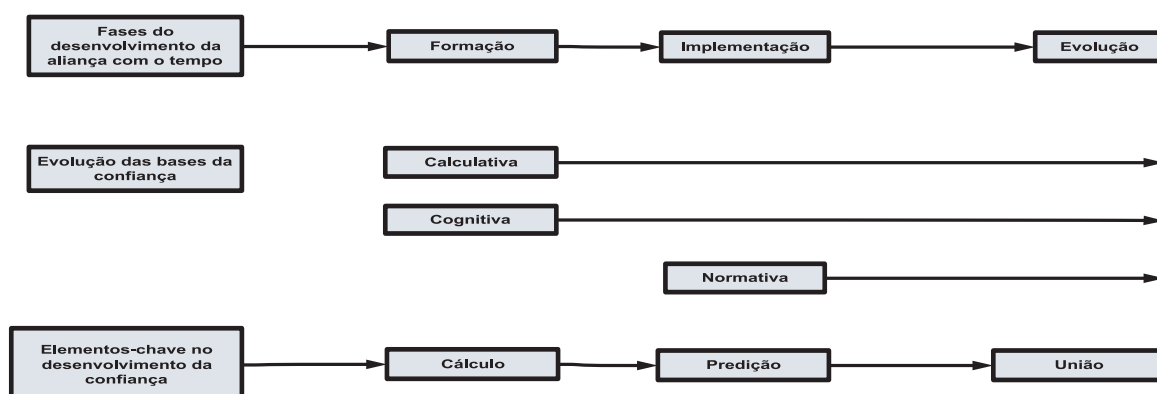 Fases do
desenvolvimento da
aliança com o tempo
Formação
Implementação
Evolução
Evolução das bases da
confiança
Calculativa
Cognitiva
Normativa
Elementos-chave no
desenvolvimento da
confiança
Cálculo
Predição
União